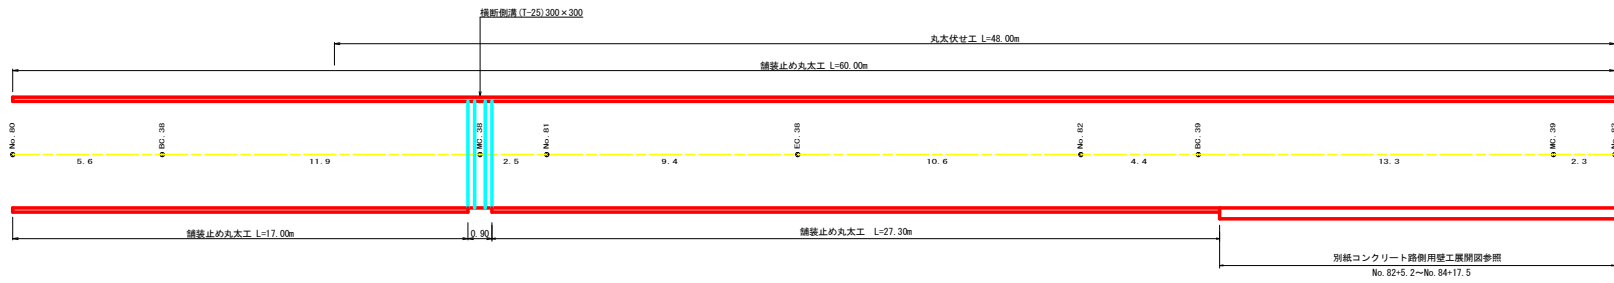 横断側溝(T-25)300×300
丸太伏せ工 L=48.00m
舗装止め丸太工 L=60.00m
No.80
BC.38
MC.38
No.81
EC.38
No.82
BC.39
MC.39
5.6
11.9
2.5
9.4
10.6
4.4
13.3
2.3
舗装止め丸太工 L=17.00m
0.90
舗装止め丸太工 L=27.30m
別紙コンクリート路側用壁工展開図参照
No.82+5.2～No.84+17.5